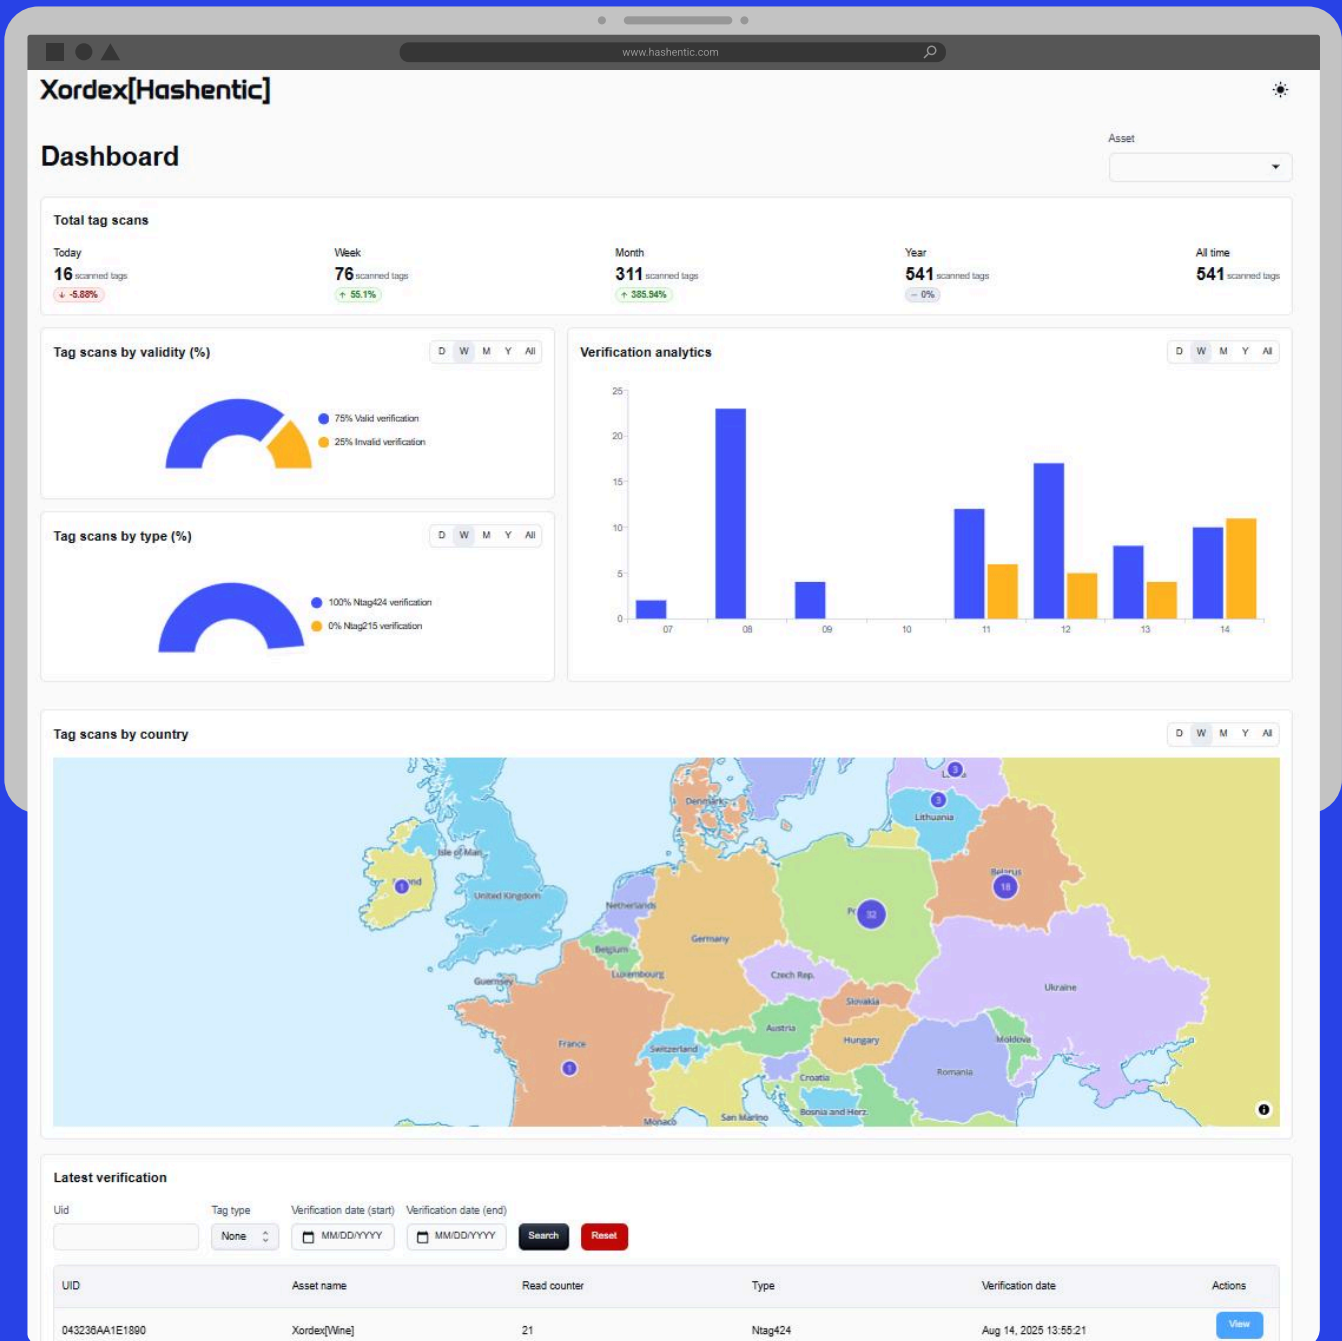 www.hashentic.com
Xordex[Hashentic]
Dashboard
Asset
Total tag scans
Today
16 scanned tags
↓ -5.88%
Week
76 scanned tags
↑ 55.1%
Month
311 scanned tags
↑ 385.94%
Year
541 scanned tags
– 0%
All time
541 scanned tags
Tag scans by validity (%)
D W M Y All
75% Valid verification
25% Invalid verification
Tag scans by type (%)
D W M Y All
100% Ntag424 verification
0% Ntag215 verification
Verification analytics
D W M Y All
25
20
15
10
5
0
07 08 09 10 11 12 13 14
Tag scans by country
D W M Y All
3
Denmark
3
Lithuania
Isle of Man
1
United Kingdom
Belarus
18
Netherlands
32
Germany
Belgium
Luxembourg
Czech Rep.
Guernsey
Ukraine
Slovakia
Austria
France
Hungary
Moldova
Switzerland
1
Romania
Croatia
San Marino
Bosnia and Herz.
Monaco
Latest verification
Uid
Tag type
None
Verification date (start)
MM/DD/YYYY
Verification date (end)
MM/DD/YYYY
Search
Reset
UID Asset name Read counter Type Verification date Actions
043236AA1E1890 Xordex[Wine] 21 Ntag424 Aug 14, 2025 13:55:21 View